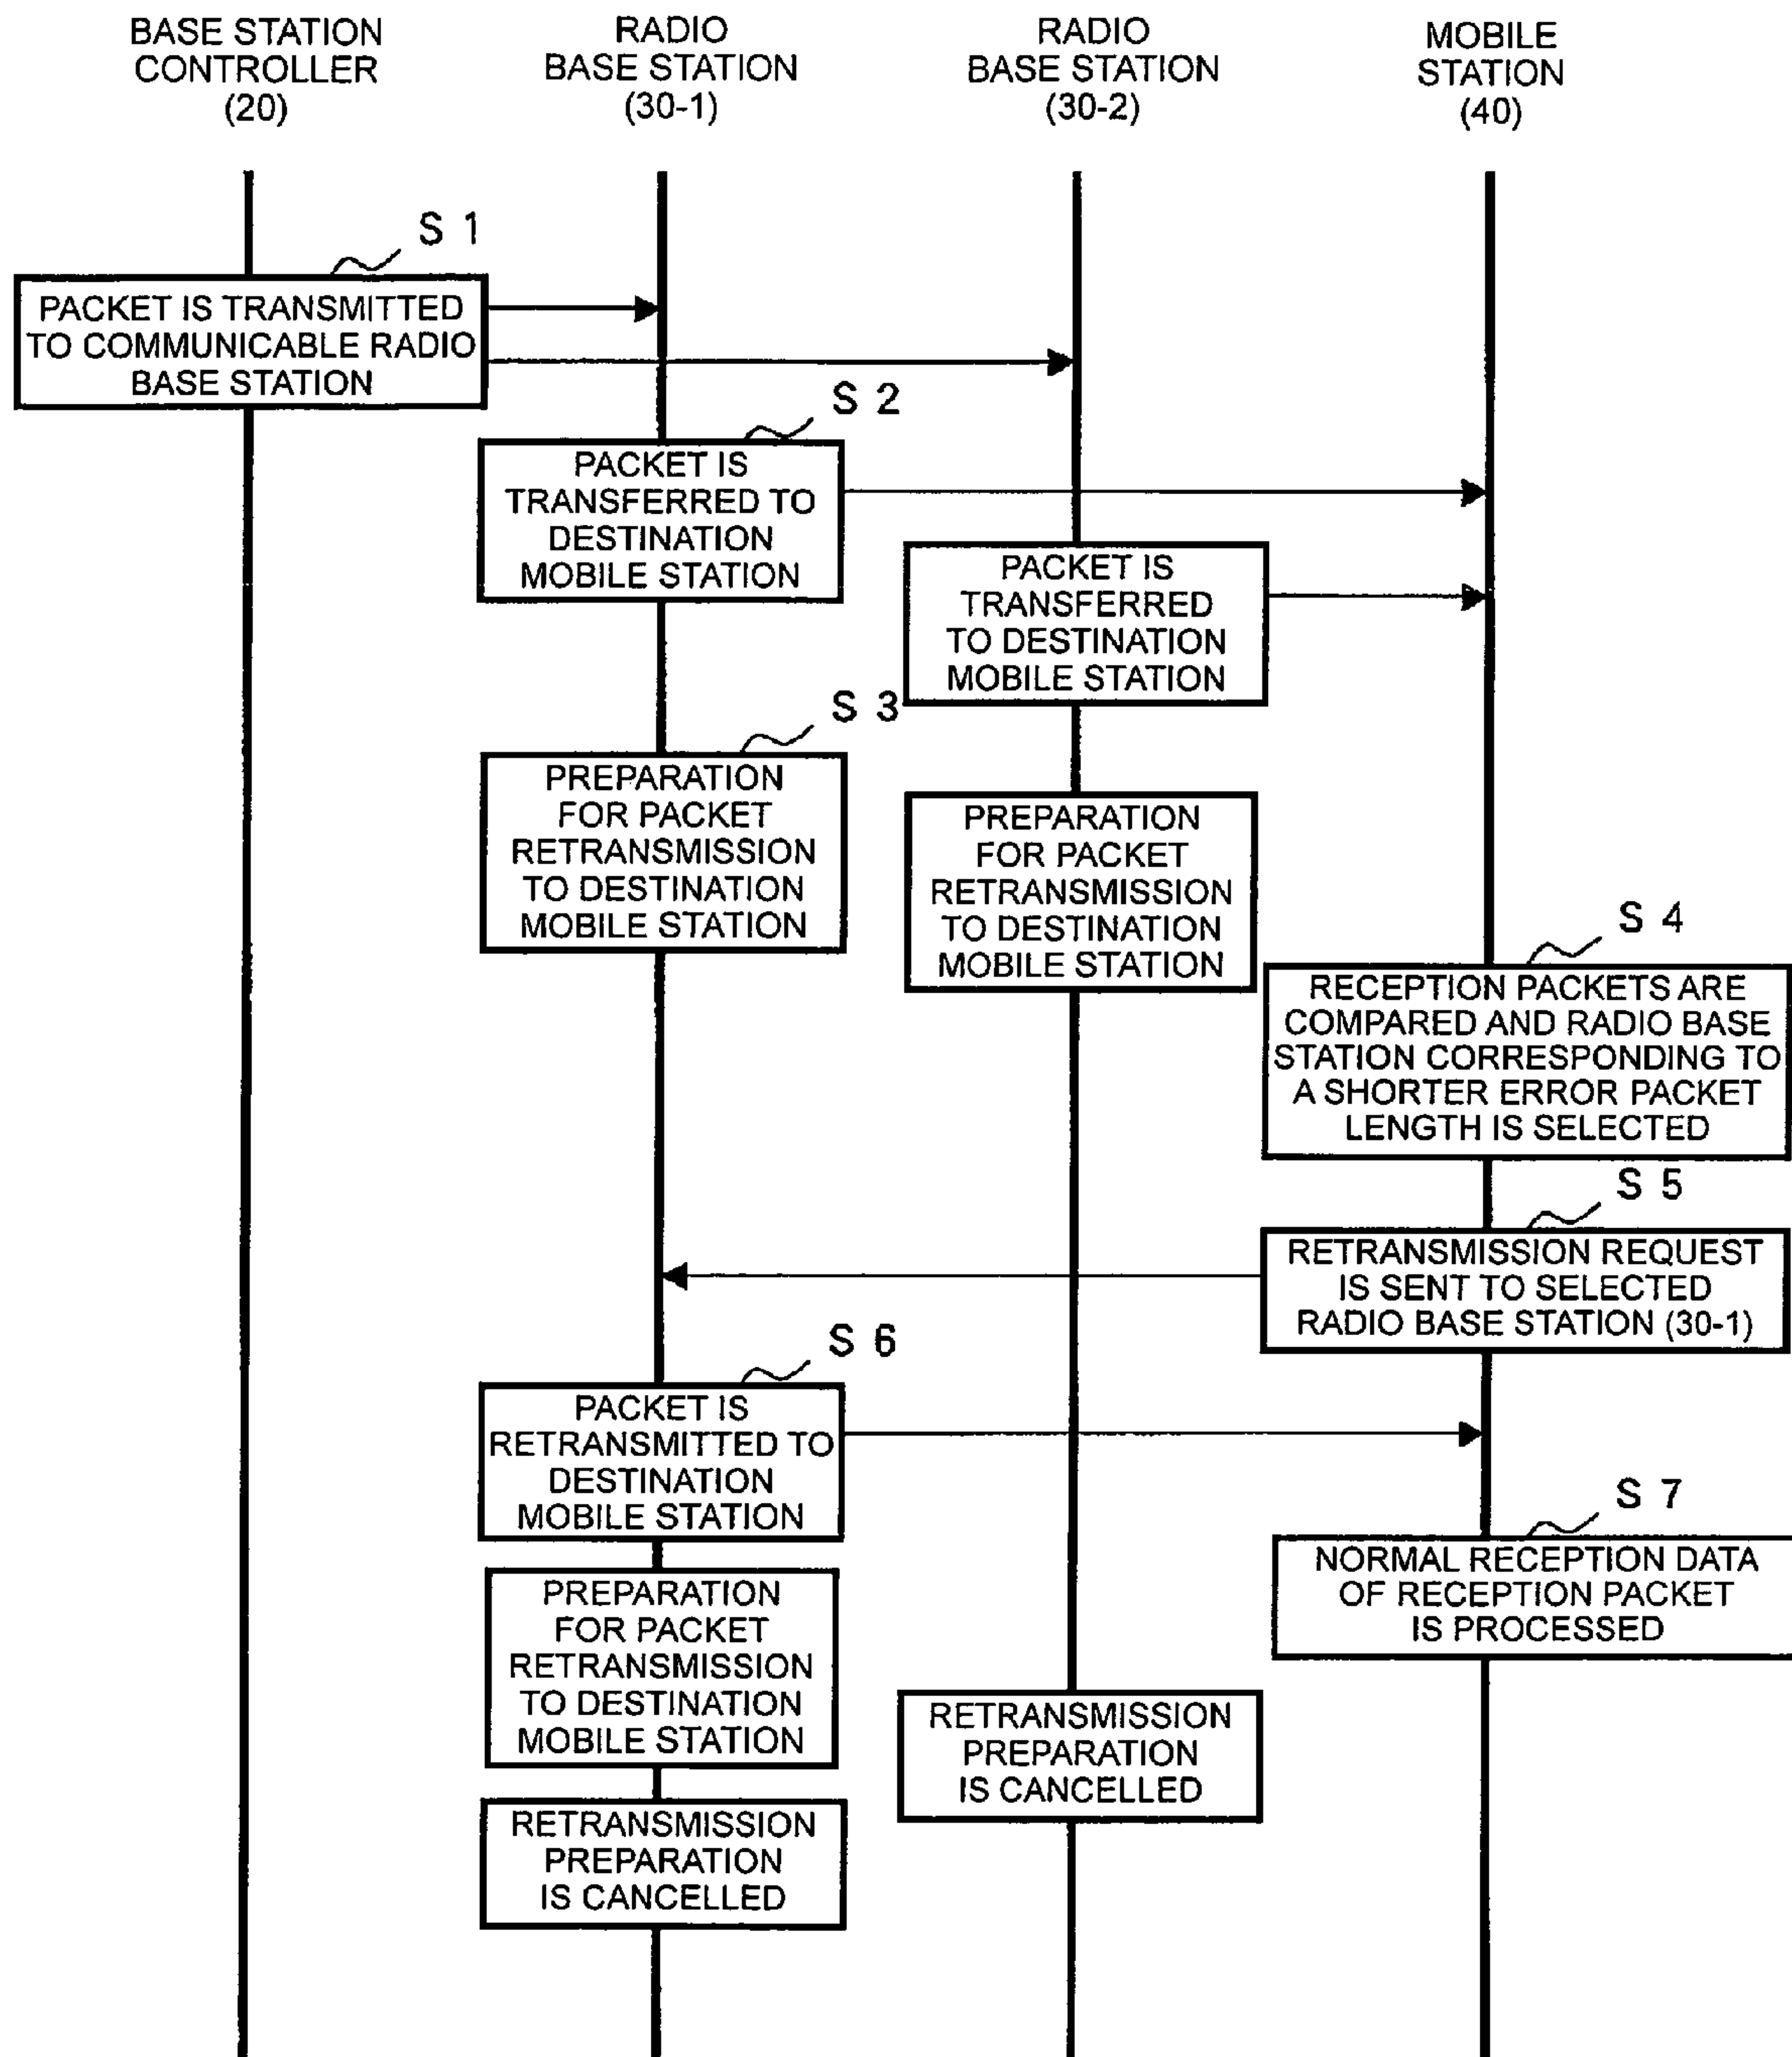 BASE STATION
CONTROLLER
(20)
RADIO
BASE STATION
(30-1)
RADIO
BASE STATION
(30-2)
MOBILE
STATION
(40)
S 1
PACKET IS TRANSMITTED
TO COMMUNICABLE RADIO
BASE STATION
S 2
PACKET IS
TRANSFERRED TO
DESTINATION
MOBILE STATION
PACKET IS
TRANSFERRED
TO DESTINATION
MOBILE STATION
S 3
PREPARATION
FOR PACKET
RETRANSMISSION
TO DESTINATION
MOBILE STATION
PREPARATION
FOR PACKET
RETRANSMISSION
TO DESTINATION
MOBILE STATION
S 4
RECEPTION PACKETS ARE
COMPARED AND RADIO BASE
STATION CORRESPONDING TO
A SHORTER ERROR PACKET
LENGTH IS SELECTED
S 5
RETRANSMISSION REQUEST
IS SENT TO SELECTED
RADIO BASE STATION (30-1)
S 6
PACKET IS
RETRANSMITTED TO
DESTINATION
MOBILE STATION
S 7
NORMAL RECEPTION DATA
OF RECEPTION PACKET
IS PROCESSED
PREPARATION
FOR PACKET
RETRANSMISSION
TO DESTINATION
MOBILE STATION
RETRANSMISSION
PREPARATION
IS CANCELLED
RETRANSMISSION
PREPARATION
IS CANCELLED